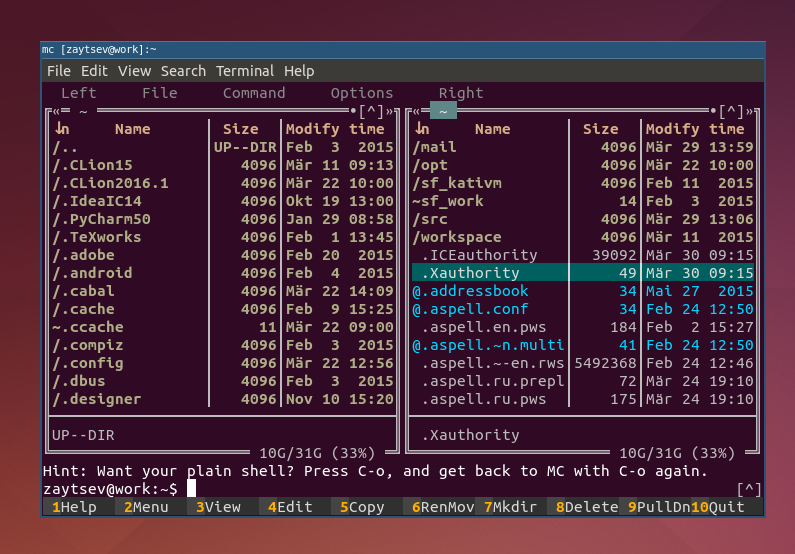 mc [zaytsev@work]:~
File Edit View Search Terminal Help
Left File Command Options Right
«─ ~ •[^]» «─ ~ •[^]»
↓n Name Size Modify time ↓n Name Size Modify time
/.. UP--DIR Feb 3 2015 /mail 4096 Mär 29 13:59
/.CLion15 4096 Mär 11 09:13 /opt 4096 Mär 22 10:00
/.CLion2016.1 4096 Mär 22 10:00 /sf_kativm 4096 Feb 11 2015
/.IdeaIC14 4096 Okt 19 13:00 ~sf_work 14 Feb 3 2015
/.PyCharm50 4096 Jan 29 08:58 /src 4096 Mär 29 13:06
/.TeXworks 4096 Feb 1 13:45 /workspace 4096 Mär 11 2015
/.adobe 4096 Feb 20 2015 .ICEauthority 39092 Mär 30 09:15
/.android 4096 Feb 4 2015 .Xauthority 49 Mär 30 09:15
/.cabal 4096 Mär 22 14:09 @.addressbook 34 Mai 27 2015
/.cache 4096 Feb 9 15:25 @.aspell.conf 34 Feb 24 12:50
~.ccache 11 Mär 22 09:00 .aspell.en.pws 184 Feb 2 15:27
/.compiz 4096 Feb 3 2015 @.aspell.~n.multi 41 Feb 24 12:50
/.config 4096 Mär 22 12:56 .aspell.~-en.rws 5492368 Feb 24 12:46
/.dbus 4096 Feb 3 2015 .aspell.ru.prepl 72 Mär 24 19:10
/.designer 4096 Nov 10 15:20 .aspell.ru.pws 175 Mär 24 19:10
UP--DIR .Xauthority
10G/31G (33%) 10G/31G (33%)
Hint: Want your plain shell? Press C-o, and get back to MC with C-o again.
zaytsev@work:~$ [^]
1Help 2Menu 3View 4Edit 5Copy 6RenMov 7Mkdir 8Delete 9PullDn 10Quit